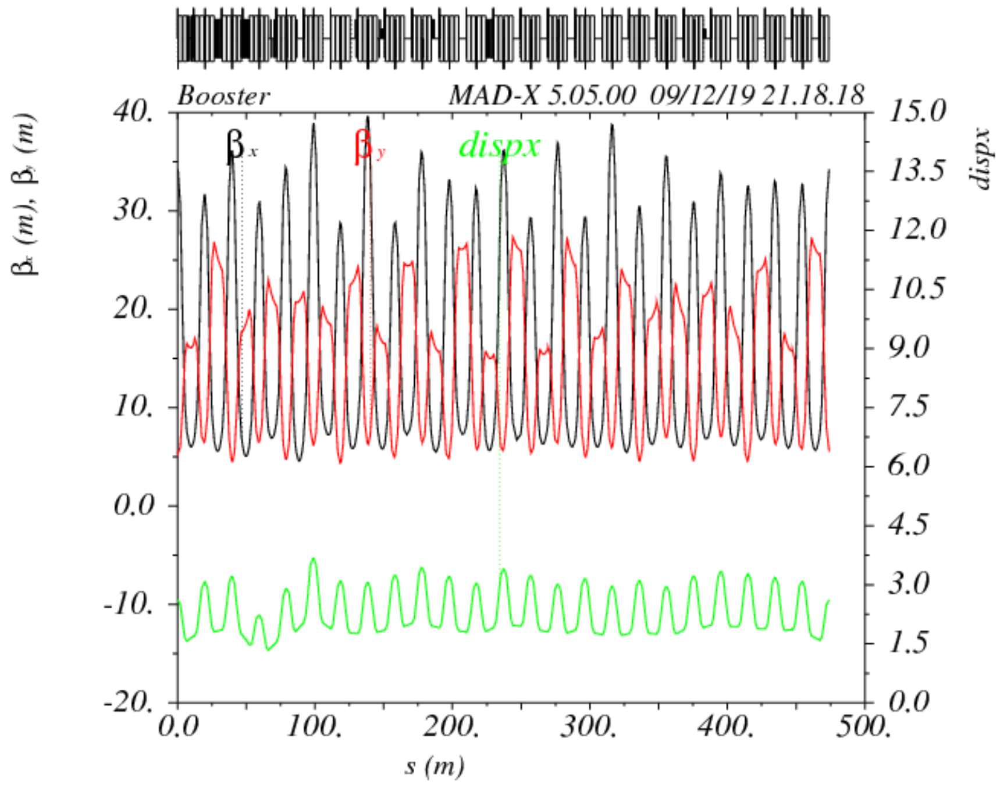 Booster MAD-X 5.05.00 09/12/19 21.18.18
40. 15.0
βx βy dispx
βx (m), βy (m) dispx
13.5
30. 12.0
10.5
20.
9.0
10. 7.5
6.0
0.0
4.5
3.0
-10.
1.5
-20. 0.0
0.0 100. 200. 300. 400. 500.
s (m)